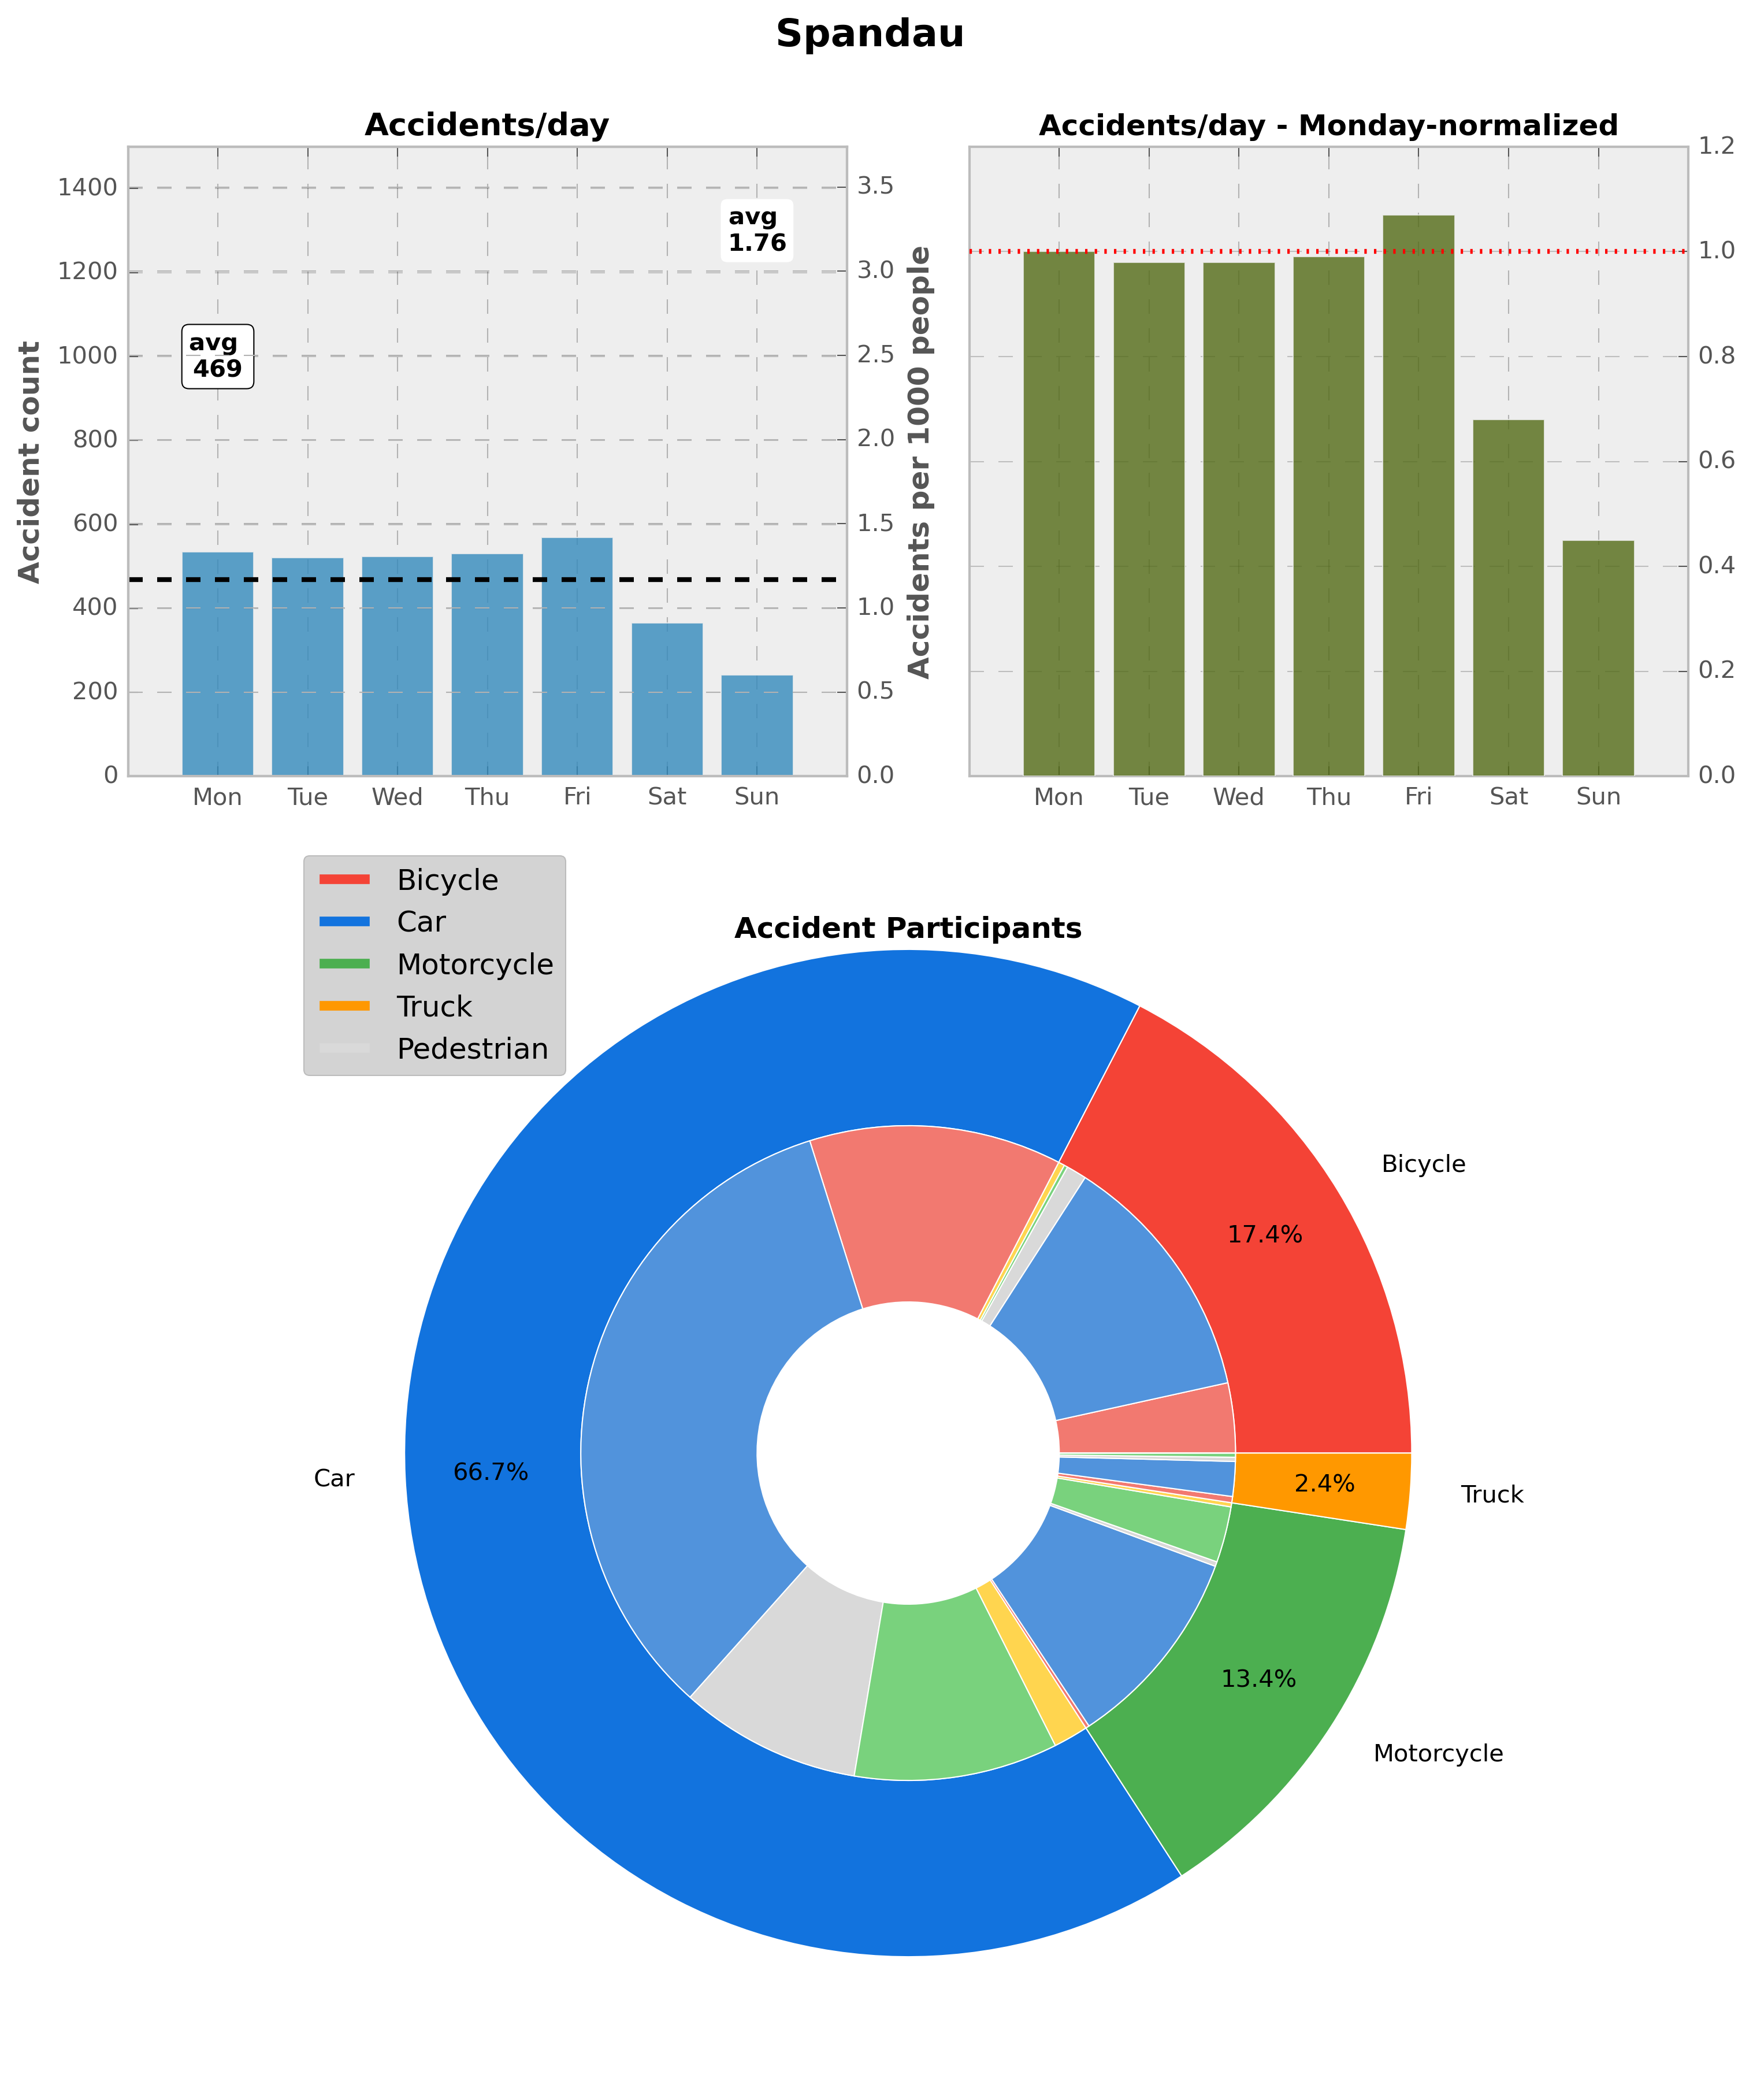 Spandau
Accidents/day
Accident count
1400
1200
1000
800
600
400
200
0
avg
469
avg
1.76
3.5
3.0
2.5
2.0
1.5
1.0
0.5
0.0
Accidents per 1000 people
Mon Tue Wed Thu Fri Sat Sun
Accidents/day - Monday-normalized
1.2
1.0
0.8
0.6
0.4
0.2
0.0
Mon Tue Wed Thu Fri Sat Sun
Bicycle
Car
Motorcycle
Truck
Pedestrian
Accident Participants
Bicycle
17.4%
Car
66.7%
2.4%
Truck
13.4%
Motorcycle